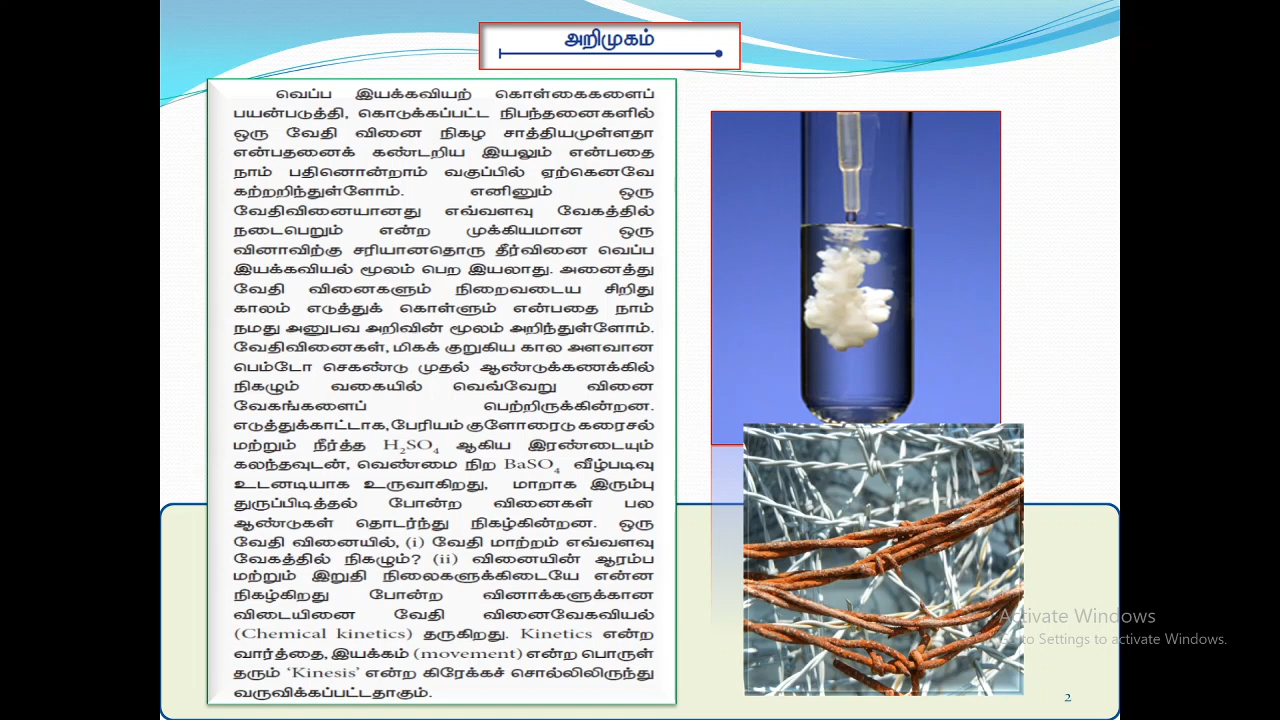 அறிமுகம்
வெப்ப இயக்கவியற் கொள்கைகளைப்
பயன்படுத்தி, கொடுக்கப்பட்ட நிபந்தனைகளில்
ஒரு வேதி வினை நிகழ சாத்தியமுள்ளதா
என்பதனைக் கண்டறிய இயலும் என்பதை
நாம் பதினொன்றாம் வகுப்பில் ஏற்கெனவே
கற்றறிந்துள்ளோம். எனினும் ஒரு
வேதிவினையானது எவ்வளவு வேகத்தில்
நடைபெறும் என்ற முக்கியமான ஒரு
வினாவிற்கு சரியானதொரு தீர்வினை வெப்ப
இயக்கவியல் மூலம் பெற இயலாது. அனைத்து
வேதி வினைகளும் நிறைவடைய சிறிது
காலம் எடுத்துக் கொள்ளும் என்பதை நாம்
நமது அனுபவ அறிவின் மூலம் அறிந்துள்ளோம்.
வேதிவினைகள், மிகக் குறுகிய கால அளவான
பெம்டோ செகண்டு முதல் ஆண்டுக்கணக்கில்
நிகழும் வகையில் வெவ்வேறு வினை
வேகங்களைப் பெற்றிருக்கின்றன.
எடுத்துக்காட்டாக, பேரியம் குளோரைடு கரைசல்
மற்றும் நீர்த்த H₂SO₄ ஆகிய இரண்டையும்
கலந்தவுடன், வெண்மை நிற BaSO₄ வீழ்படிவு
உடனடியாக உருவாகிறது, மாறாக இரும்பு
துருப்பிடித்தல் போன்ற வினைகள் பல
ஆண்டுகள் தொடர்ந்து நிகழ்கின்றன. ஒரு
வேதி வினையில், (i) வேதி மாற்றம் எவ்வளவு
வேகத்தில் நிகழும்? (ii) வினையின் ஆரம்ப
மற்றும் இறுதி நிலைகளுக்கிடையே என்ன
நிகழ்கிறது போன்ற வினாக்களுக்கான
விடையினை வேதி வினைவேகவியல்
(Chemical kinetics) தருகிறது. Kinetics என்ற
வார்த்தை, இயக்கம் (movement) என்ற பொருள்
தரும் ‘Kinesis’ என்ற கிரேக்கச் சொல்லிலிருந்து
வருவிக்கப்பட்டதாகும்.
Activate Windows
Go to Settings to activate Windows.
2